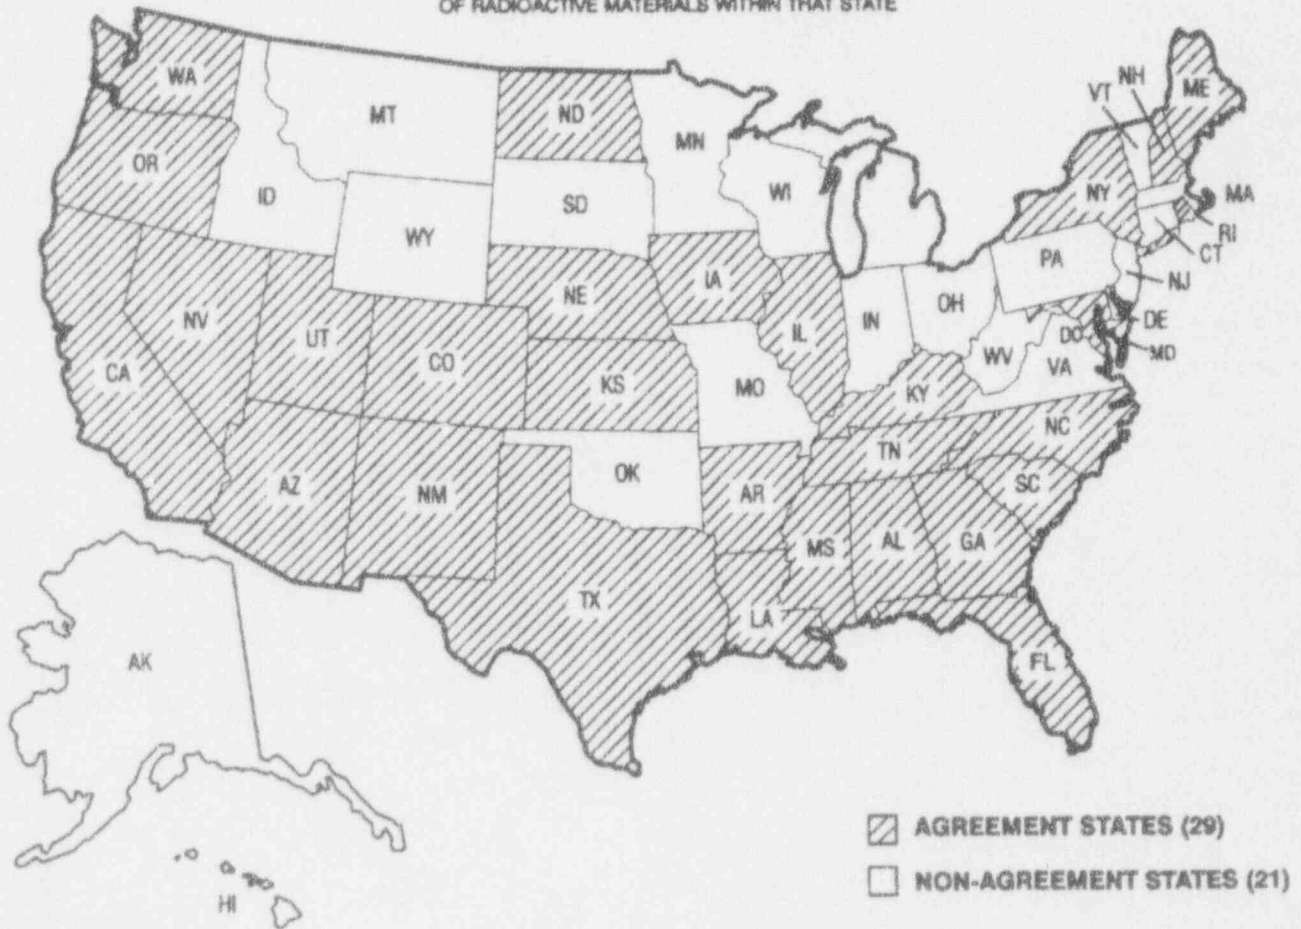 OF RADIOACTIVE MATERIALS WITHIN THAT STATE
WA
MT
ND
MN
VT
NH
ME
OR
ID
SD
WI
NY
MA
WY
RI
CT
PA
NJ
NV
UT
NE
IA
IL
IN
OH
DE
DC
MD
CA
CO
KS
MO
WV
VA
KY
AZ
NM
OK
AR
TN
NC
SC
MS
AL
GA
TX
LA
FL
AK
HI
AGREEMENT STATES (29)
NON-AGREEMENT STATES (21)